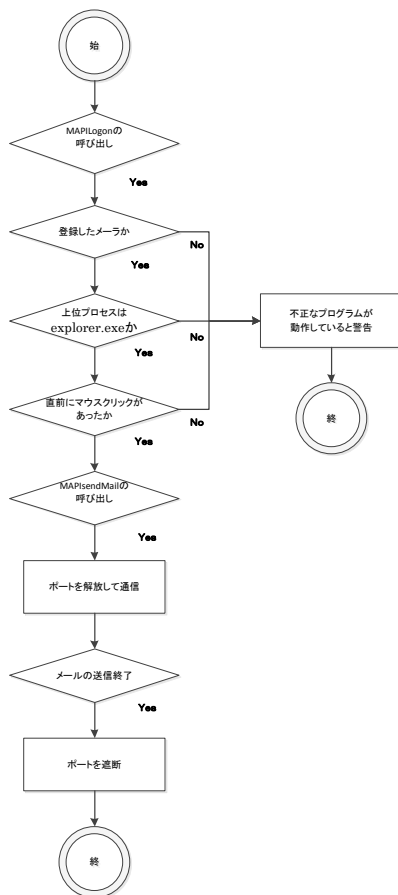 始
MAPILogonの
呼び出し
Yes
登録したメーラか
No
Yes
上位プロセスは
explorer.exeか
No
Yes
不正なプログラムが
動作していると警告
直前にマウスクリックが
あったか
No
Yes
終
MAPIsendMailの
呼び出し
Yes
ポートを解放して通信
メールの送信終了
Yes
ポートを遮断
終